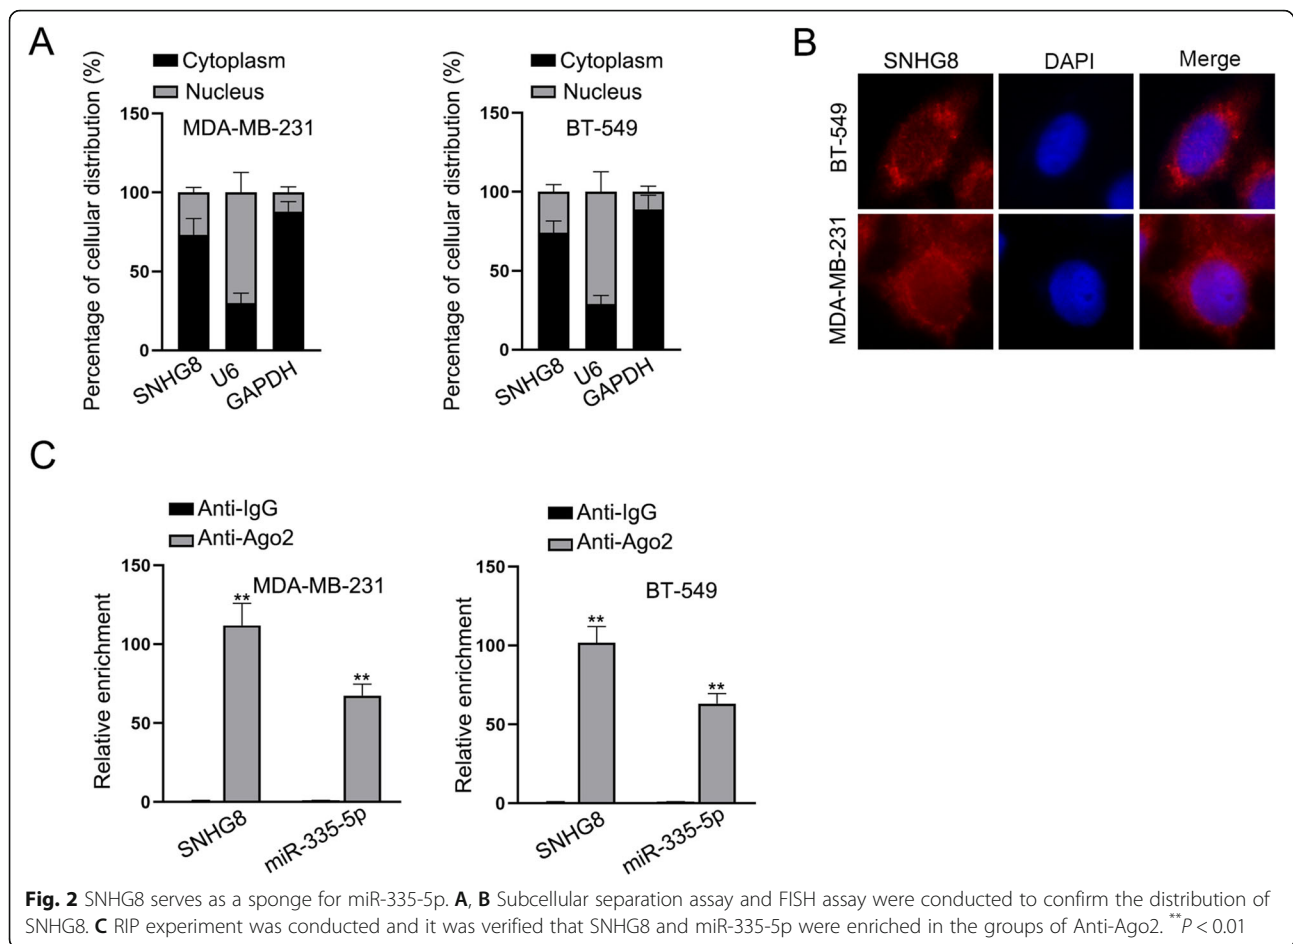 A
Percentage of cellular distribution (%)
Cytoplasm
Nucleus
MDA-MB-231
150
100
50
0
SNHG8
U6
GAPDH
Percentage of cellular distribution (%)
Cytoplasm
Nucleus
BT-549
150
100
50
0
SNHG8
U6
GAPDH
B
SNHG8 DAPI Merge
BT-549
MDA-MB-231
C
Relative enrichment
Anti-IgG
Anti-Ago2
MDA-MB-231
150
100
50
0
**
**
SNHG8
miR-335-5p
Relative enrichment
Anti-IgG
Anti-Ago2
BT-549
150
100
50
0
**
**
SNHG8
miR-335-5p
Fig. 2 SNHG8 serves as a sponge for miR-335-5p. A, B Subcellular separation assay and FISH assay were conducted to confirm the distribution of
SNHG8. C RIP experiment was conducted and it was verified that SNHG8 and miR-335-5p were enriched in the groups of Anti-Ago2. **P < 0.01